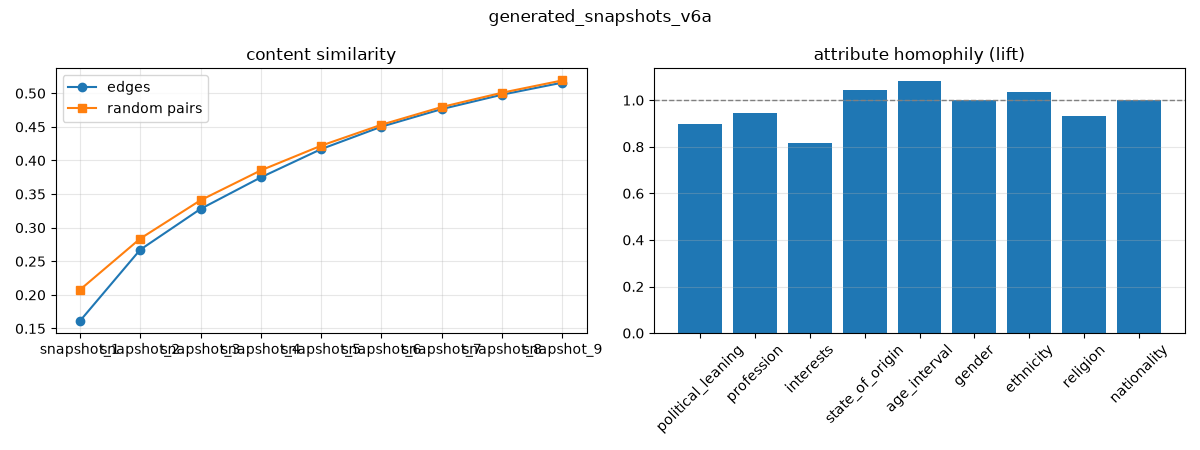 generated_snapshots_v6a
content similarity
edges
random pairs
0.50
0.45
0.40
0.35
0.30
0.25
0.20
0.15
snapshot_1
snapshot_2
snapshot_3
snapshot_4
snapshot_5
snapshot_6
snapshot_7
snapshot_8
snapshot_9
attribute homophily (lift)
1.0
0.8
0.6
0.4
0.2
0.0
political_leaning
profession
interests
state_of_origin
age_interval
gender
ethnicity
religion
nationality